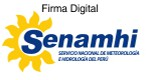 Firma Digital
Senamhi
SERVICIO NACIONAL DE METEOROLOGÍA
E HIDROLOGÍA DEL PERÚ